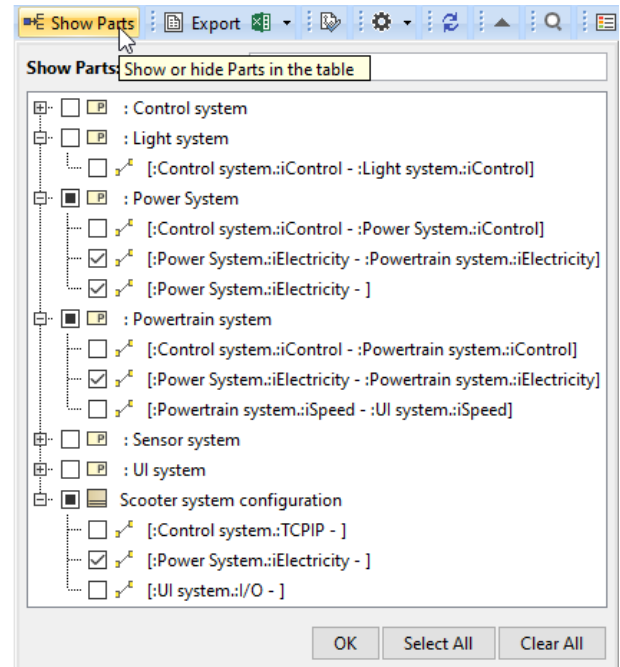 Show Parts Export
Show Parts:
Show or hide Parts in the table
P : Control system
P : Light system
[:Control system.:iControl - :Light system.:iControl]
P : Power System
[:Control system.:iControl - :Power System.:iControl]
[:Power System.:iElectricity - :Powertrain system.:iElectricity]
[:Power System.:iElectricity - ]
P : Powertrain system
[:Control system.:iControl - :Powertrain system.:iControl]
[:Power System.:iElectricity - :Powertrain system.:iElectricity]
[:Powertrain system.:iSpeed - :UI system.:iSpeed]
P : Sensor system
P : UI system
Scooter system configuration
[:Control system.:TCPIP - ]
[:Power System.:iElectricity - ]
[:UI system.:I/O - ]
OK Select All Clear All